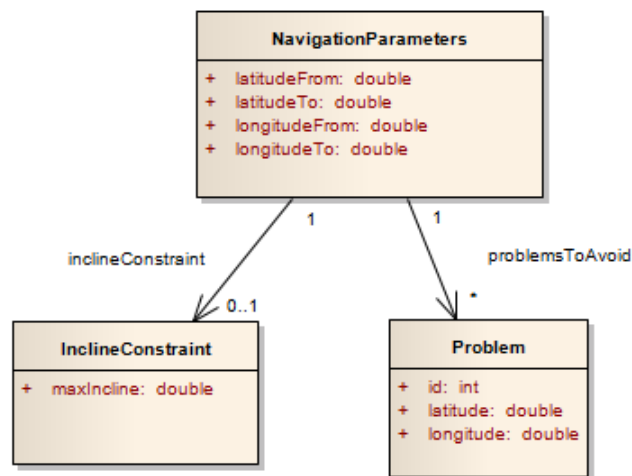 NavigationParameters
+ latitudeFrom: double
+ latitudeTo: double
+ longitudeFrom: double
+ longitudeTo: double
1
1
inclineConstraint
problemsToAvoid
0..1
*
InclineConstraint
+ maxIncline: double
Problem
+ id: int
+ latitude: double
+ longitude: double